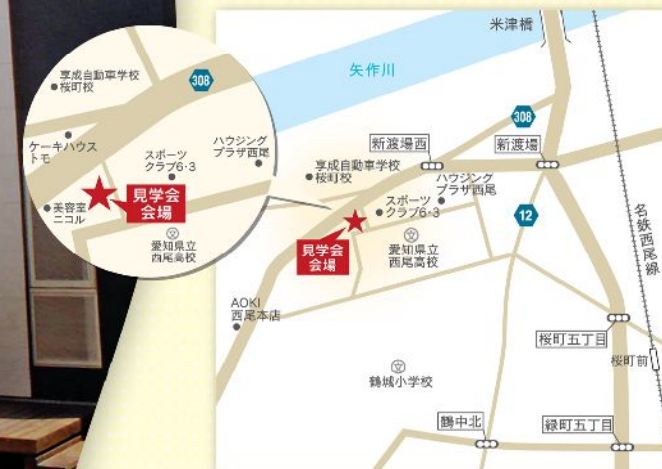 享成自動車学校
桜町校
308
ケーキハウス
トモ
スポーツ
クラブ6・3
ハウジング
プラザ西尾
見学会
会場
美容室
ニコル
愛知県立
西尾高校
米津橋
矢作川
308
新渡場西
新渡場
享成自動車学校
桜町校
スポーツ
クラブ6・3
ハウジング
プラザ西尾
12
名鉄西尾線
見学会
会場
愛知県立
西尾高校
AOKI
西尾本店
桜町五丁目
桜町前
鶴城小学校
鶴中北
緑町五丁目